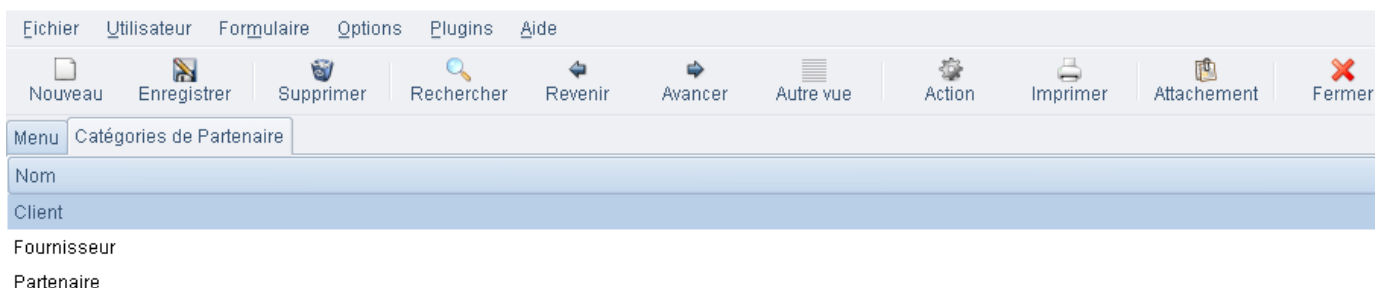 Fichier Utilisateur Formulaire Options Plugins Aide
Nouveau Enregistrer Supprimer Rechercher Revenir Avancer Autre vue Action Imprimer Attachement Fermer
Menu Catégories de Partenaire
Nom
Client
Fournisseur
Partenaire